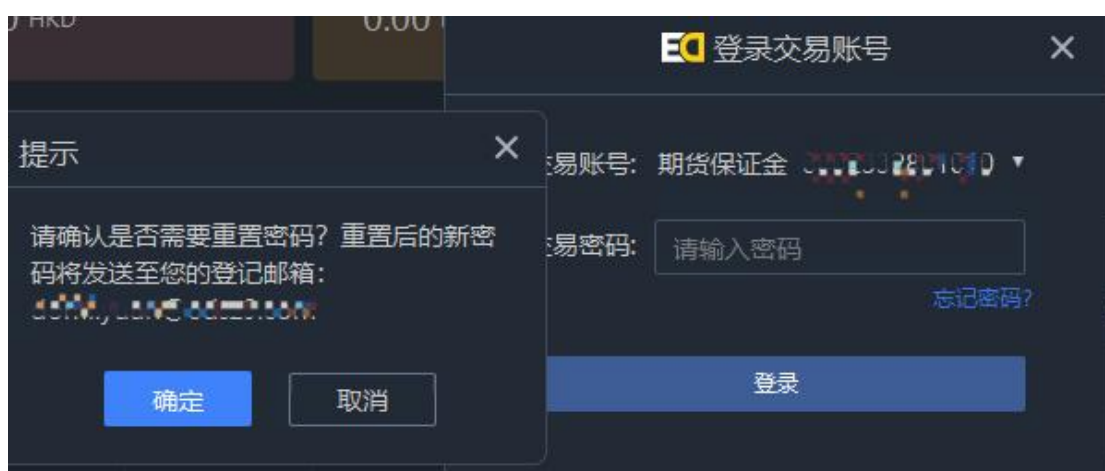 HKD
0.00
登录交易账号
提示
易账号: 期货保证金
请确认是否需要重置密码？重置后的新密
码将发送至您的登记邮箱：
易密码: 请输入密码
忘记密码?
确定
取消
登录